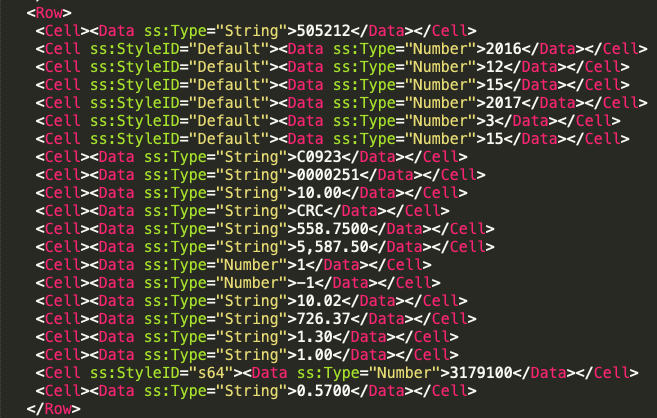 <Row>
<Cell><Data ss:Type="String">505212</Data></Cell>
<Cell ss:StyleID="Default"><Data ss:Type="Number">2016</Data></Cell>
<Cell ss:StyleID="Default"><Data ss:Type="Number">12</Data></Cell>
<Cell ss:StyleID="Default"><Data ss:Type="Number">15</Data></Cell>
<Cell ss:StyleID="Default"><Data ss:Type="Number">2017</Data></Cell>
<Cell ss:StyleID="Default"><Data ss:Type="Number">3</Data></Cell>
<Cell ss:StyleID="Default"><Data ss:Type="Number">15</Data></Cell>
<Cell><Data ss:Type="String">C0923</Data></Cell>
<Cell><Data ss:Type="String">0000251</Data></Cell>
<Cell><Data ss:Type="String">10.00</Data></Cell>
<Cell><Data ss:Type="String">CRC</Data></Cell>
<Cell><Data ss:Type="String">558.7500</Data></Cell>
<Cell><Data ss:Type="String">5,587.50</Data></Cell>
<Cell><Data ss:Type="Number">1</Data></Cell>
<Cell><Data ss:Type="Number">-1</Data></Cell>
<Cell><Data ss:Type="String">10.02</Data></Cell>
<Cell><Data ss:Type="String">726.37</Data></Cell>
<Cell><Data ss:Type="String">1.30</Data></Cell>
<Cell><Data ss:Type="String">1.00</Data></Cell>
<Cell ss:StyleID="s64"><Data ss:Type="Number">3179100</Data></Cell>
<Cell><Data ss:Type="String">0.5700</Data></Cell>
</Row>